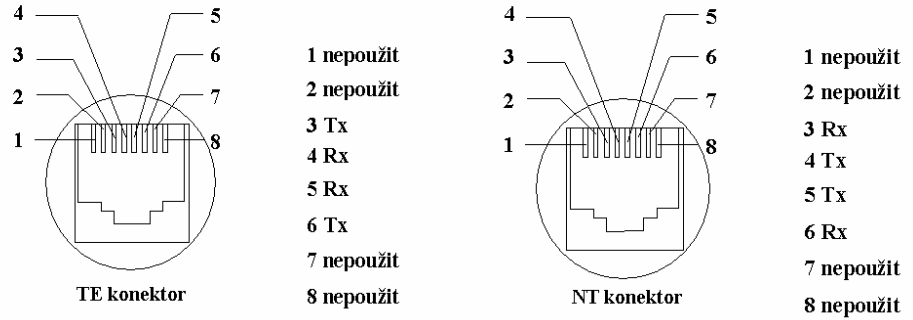 4
5
3
6
2
7
1
8
TE konektor
1 nepoužit
2 nepoužit
3 Tx
4 Rx
5 Rx
6 Tx
7 nepoužit
8 nepoužit
4
5
3
6
2
7
1
8
NT konektor
1 nepoužit
2 nepoužit
3 Rx
4 Tx
5 Tx
6 Rx
7 nepoužit
8 nepoužit